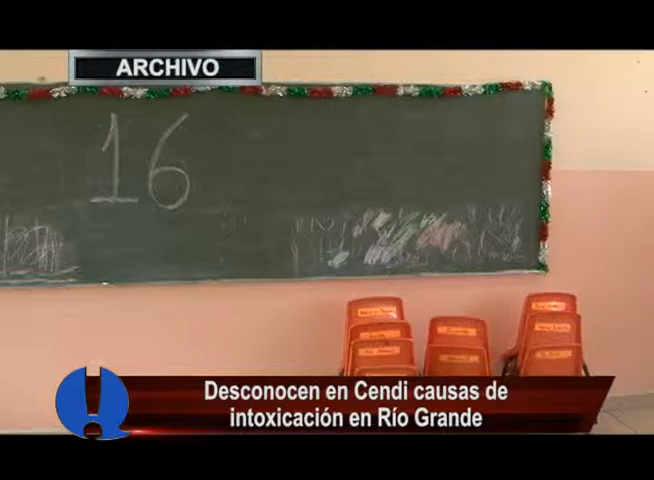 ARCHIVO
16
Desconocen en Cendi causas de
intoxicación en Río Grande